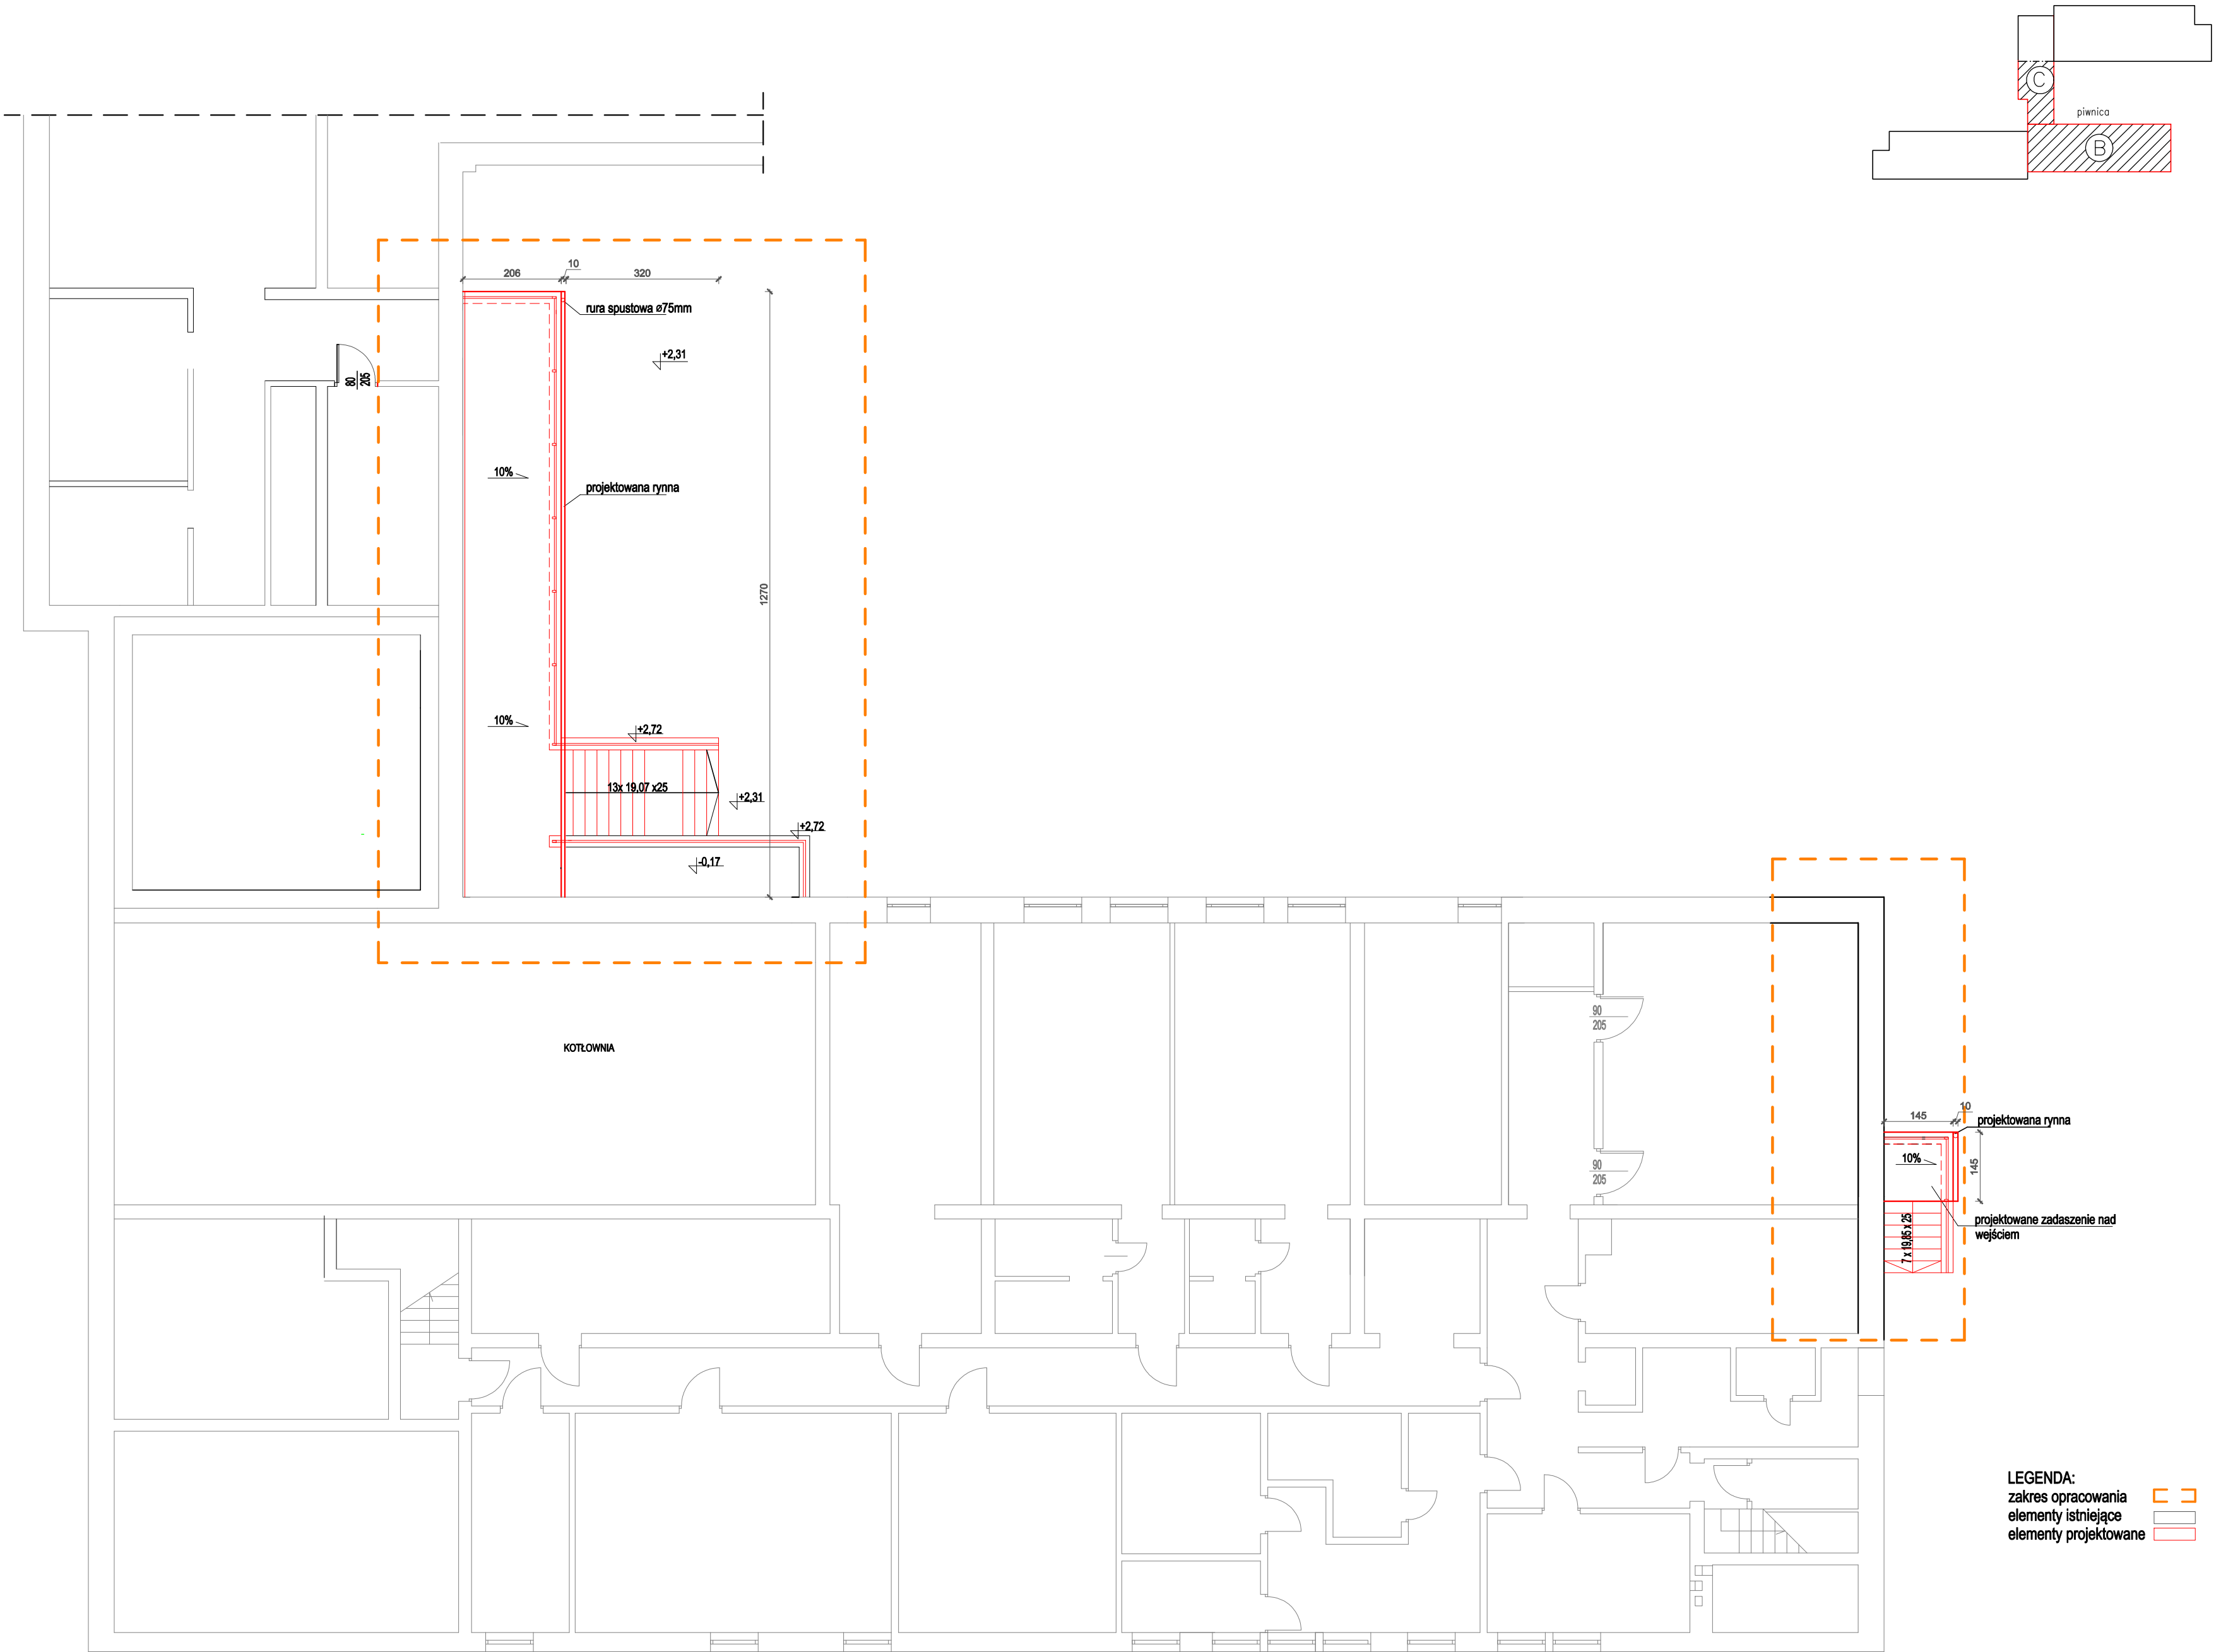 C
piwnica
B
206
10
320
rura spustowa ø75mm
+2,31
80
205
10%
projektowana rynna
1270
10%
+2,72
13x 19,07 x25
+2,31
+2,72
-0,17
90
205
KOTŁOWNIA
145
10
projektowana rynna
10%
145
90
205
projektowane zadaszenie nad
wejściem
7 x 19,85 x 25
LEGENDA:
zakres opracowania
elementy istniejące
elementy projektowane